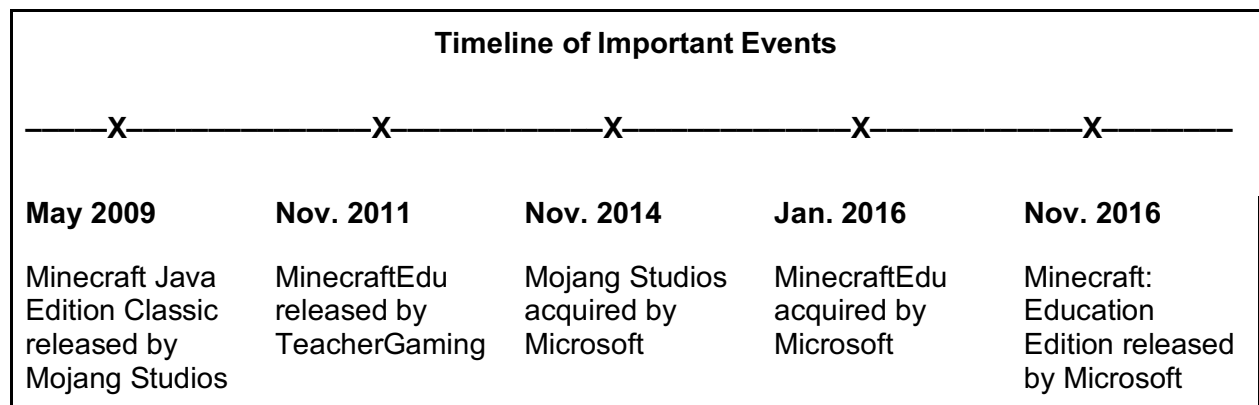 Timeline of Important Events
–––––X–––––––––––––––X–––––––––––––X––––––––––––––X–––––––––––––X––––––––
May 2009
Minecraft Java
Edition Classic
released by
Mojang Studios
Nov. 2011
MinecraftEdu
released by
TeacherGaming
Nov. 2014
Mojang Studios
acquired by
Microsoft
Jan. 2016
MinecraftEdu
acquired by
Microsoft
Nov. 2016
Minecraft:
Education
Edition released
by Microsoft